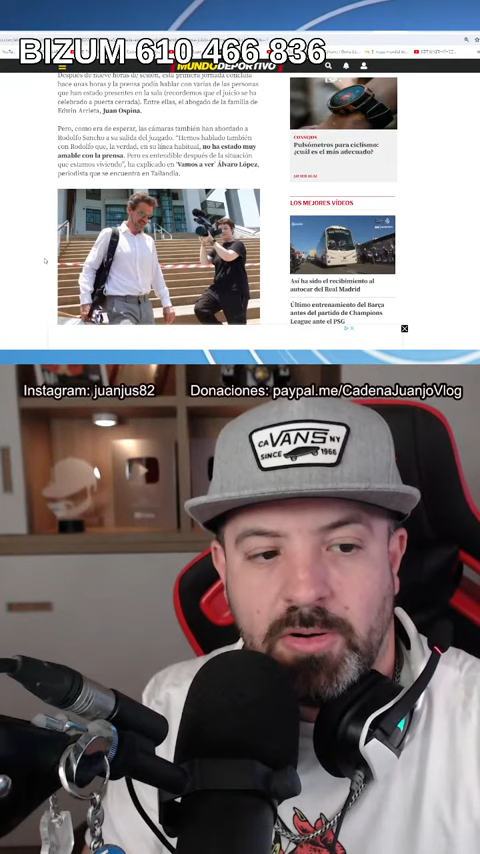 BIZUM 610 466 836
MUNDO DEPORTIVO
Después de nueve horas de sesión, esta primera jornada concluía
hace unas horas y la prensa podía hablar con varias de las personas
que han estado presentes en la sala (recordemos que el juicio se ha
celebrado a puerta cerrada). Entre ellas, el abogado de la familia de
Edwin Arrieta, Juan Ospina.
Pero, como era de esperar, las cámaras también han abordado a
Rodolfo Sancho a su salida del juzgado. "Hemos hablado también
con Rodolfo que, la verdad, en su línea habitual, no ha estado muy
amable con la prensa. Pero es entendible después de la situación
que estamos viviendo", ha explicado en 'Vamos a ver' Álvaro López,
periodista que se encuentra en Tailandia.
CONSEJOS
Pulsómetros para ciclismo:
¿cuál es el más adecuado?
LOS MEJORES VÍDEOS
Así ha sido el recibimiento al
autocar del Real Madrid
Último entrenamiento del Barça
antes del partido de Champions
League ante el PSG
Instagram: juanjus82
Donaciones: paypal.me/CadenaJuanjoVlog
CA VANS NY
SINCE 1966